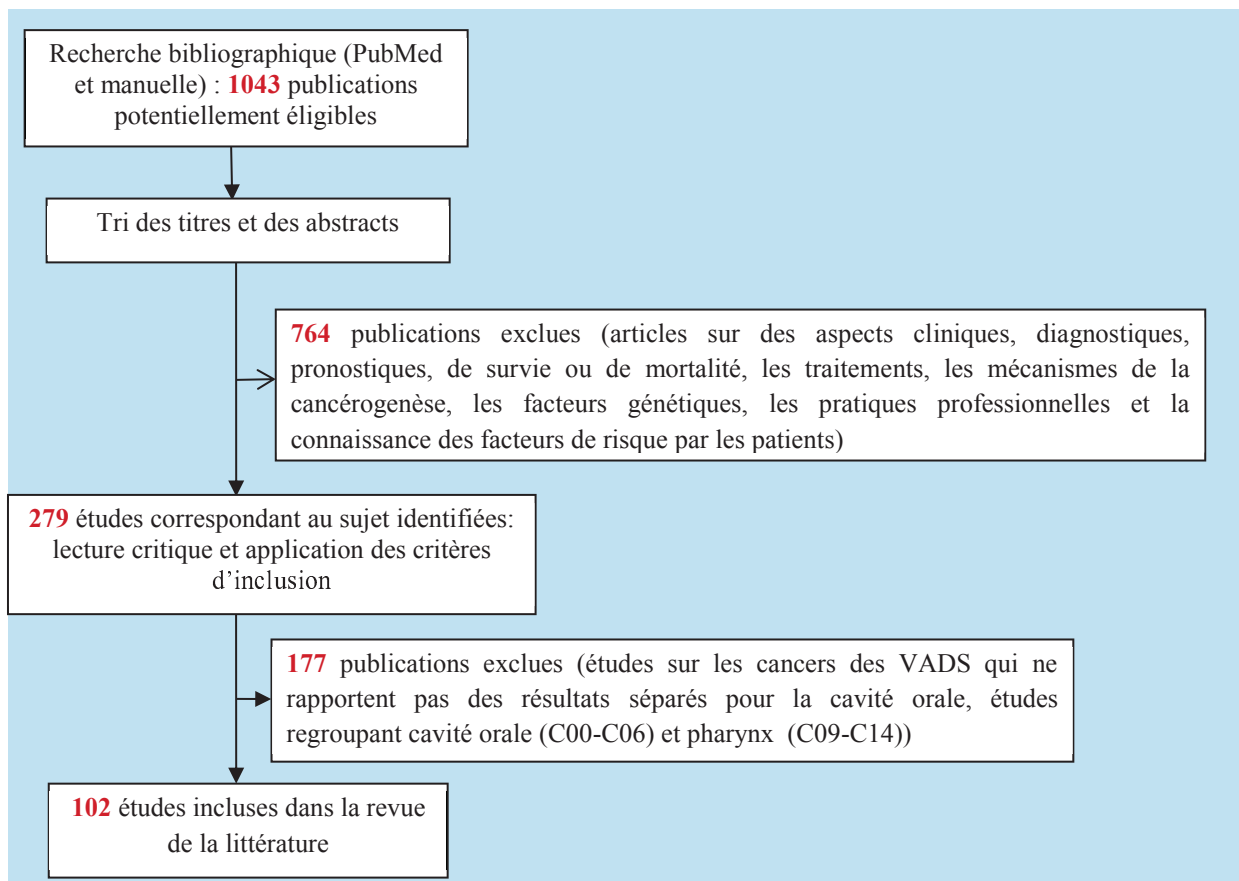 Recherche bibliographique (PubMed
et manuelle) : 1043 publications
potentiellement éligibles
Tri des titres et des abstracts
764 publications exclues (articles sur des aspects cliniques, diagnostiques,
pronostiques, de survie ou de mortalité, les traitements, les mécanismes de la
cancérogenèse, les facteurs génétiques, les pratiques professionnelles et la
connaissance des facteurs de risque par les patients)
279 études correspondant au sujet identifiées:
lecture critique et application des critères
d'inclusion
177 publications exclues (études sur les cancers des VADS qui ne
rapportent pas des résultats séparés pour la cavité orale, études
regroupant cavité orale (C00-C06) et pharynx (C09-C14))
102 études incluses dans la revue
de la littérature